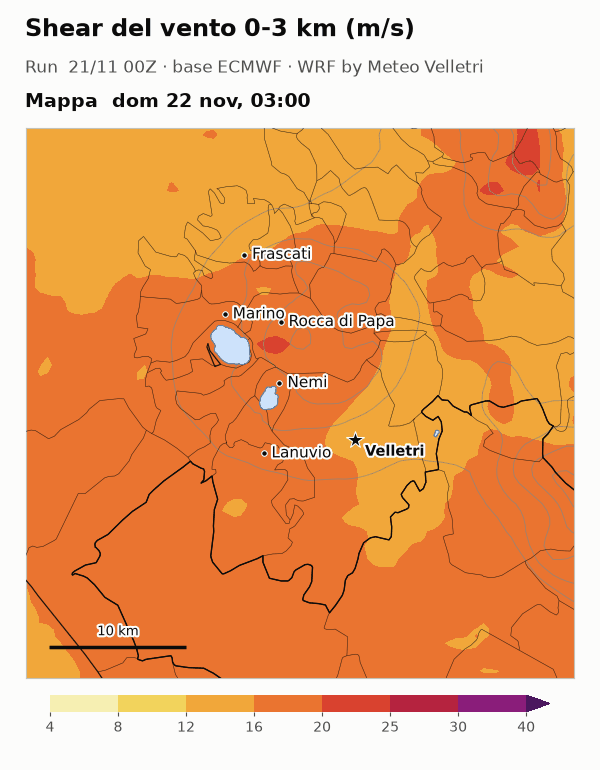 Shear del vento 0-3 km (m/s)
Run  21/11 00Z · base ECMWF · WRF by Meteo Velletri
Mappa  dom 22 nov, 03:00
Frascati
Marino
Rocca di Papa
Nemi
Velletri
Lanuvio
10 km
4 8 12 16 20 25 30 40